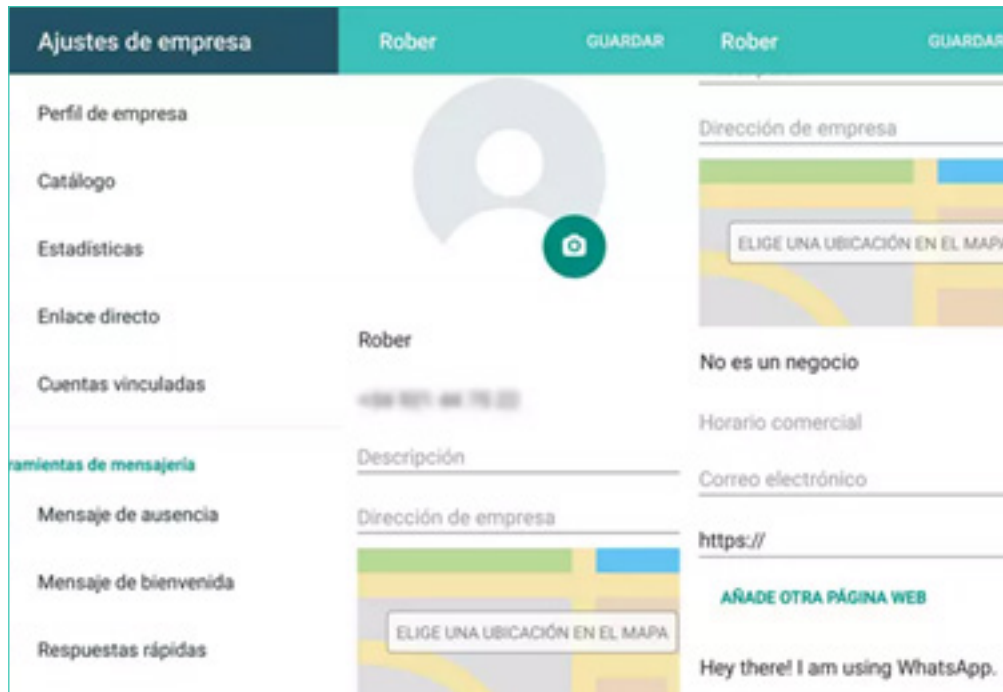 Ajustes de empresa
Perfil de empresa
Catálogo
Estadísticas
Enlace directo
Cuentas vinculadas
ramientas de mensajería
Mensaje de ausencia
Mensaje de bienvenida
Respuestas rápidas
Rober
GUARDAR
Rober
Descripción
Dirección de empresa
ELIGE UNA UBICACIÓN EN EL MAPA
Rober
GUARDAR
Dirección de empresa
ELIGE UNA UBICACIÓN EN EL MAPA
No es un negocio
Horario comercial
Correo electrónico
https://
AÑADE OTRA PÁGINA WEB
Hey there! I am using WhatsApp.